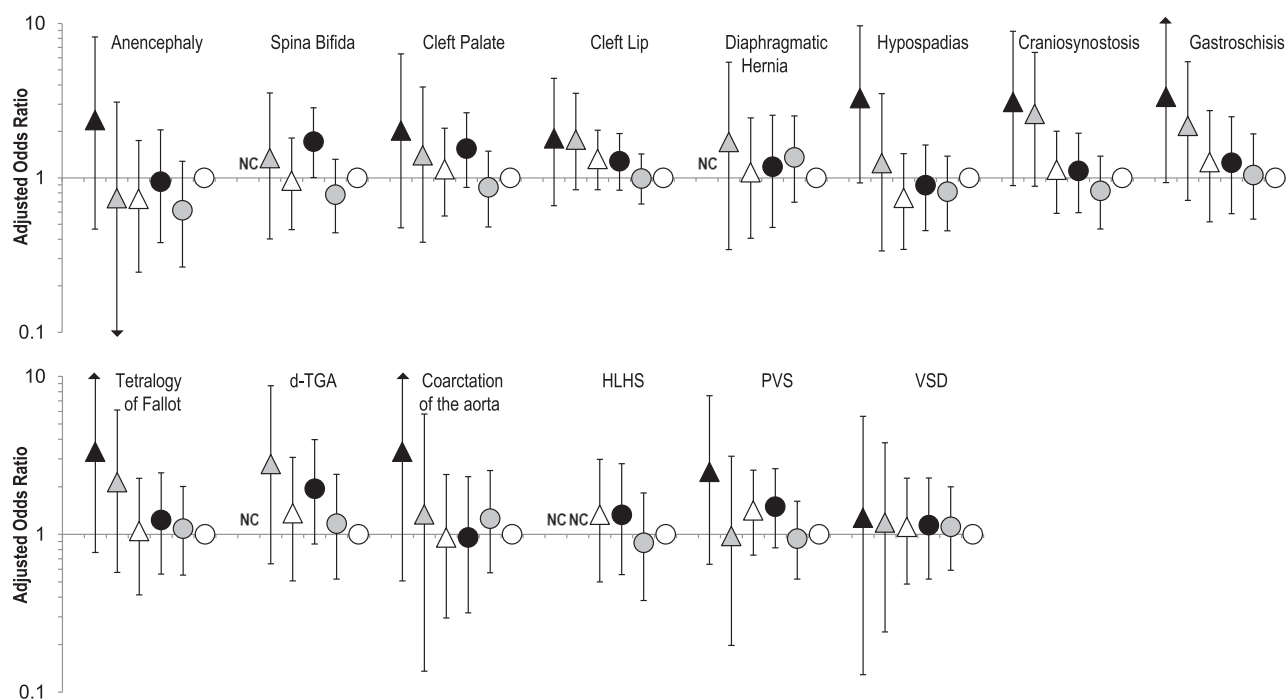 10
Anencephaly Spina Bifida Cleft Palate Cleft Lip Diaphragmatic Hypospadias Craniosynostosis Gastroschisis
Hernia
Adjusted Odds Ratio
NC NC
1
0.1
10
Tetralogy d-TGA Coarctation HLHS PVS VSD
of Fallot of the aorta
Adjusted Odds Ratio
NC NC NC
1
0.1